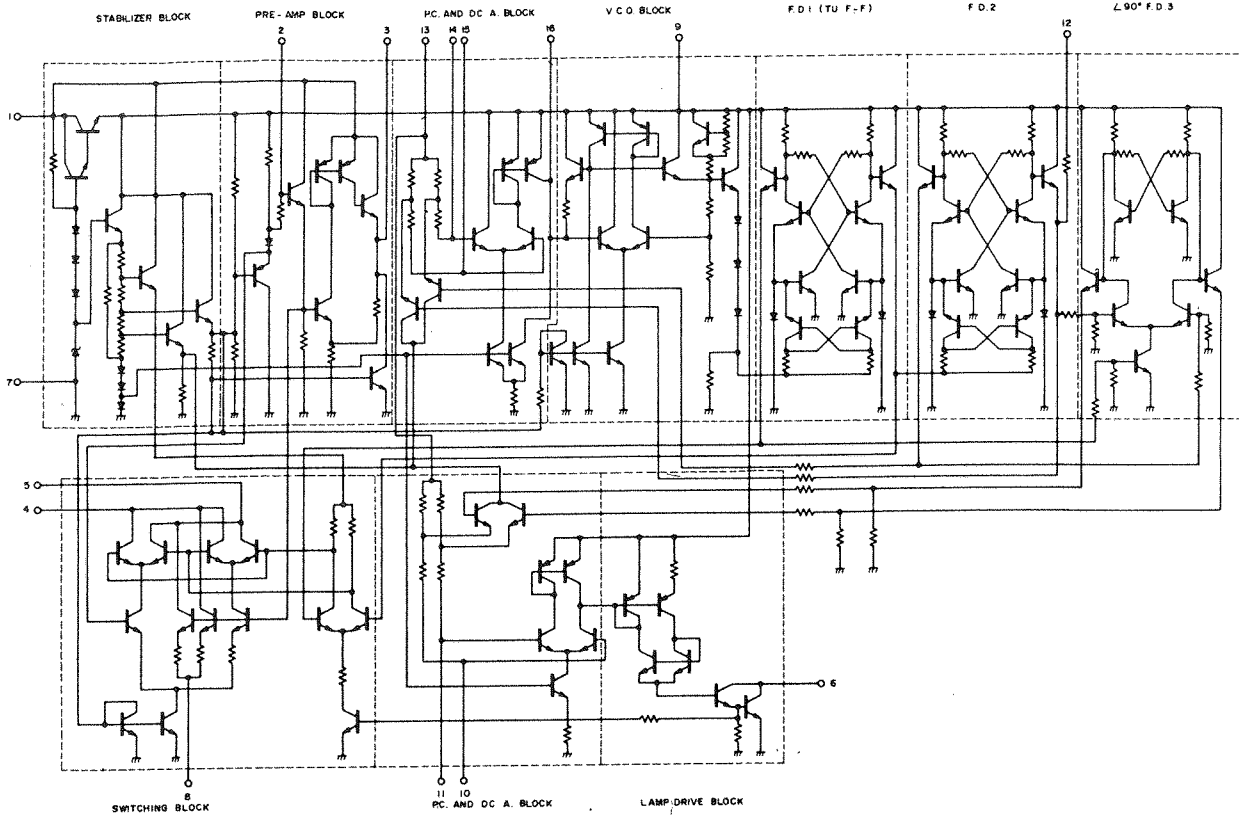 STABILIZER BLOCK
PRE-AMP BLOCK
P.C. AND DC A. BLOCK
V.C.O. BLOCK
F.D.1 (TU F-F)
F.D.2
∠90° F.D.3
2
3
13
14
15
16
9
12
1
7
5
4
6
8
11
10
SWITCHING BLOCK
P.C. AND DC A. BLOCK
LAMP DRIVE BLOCK